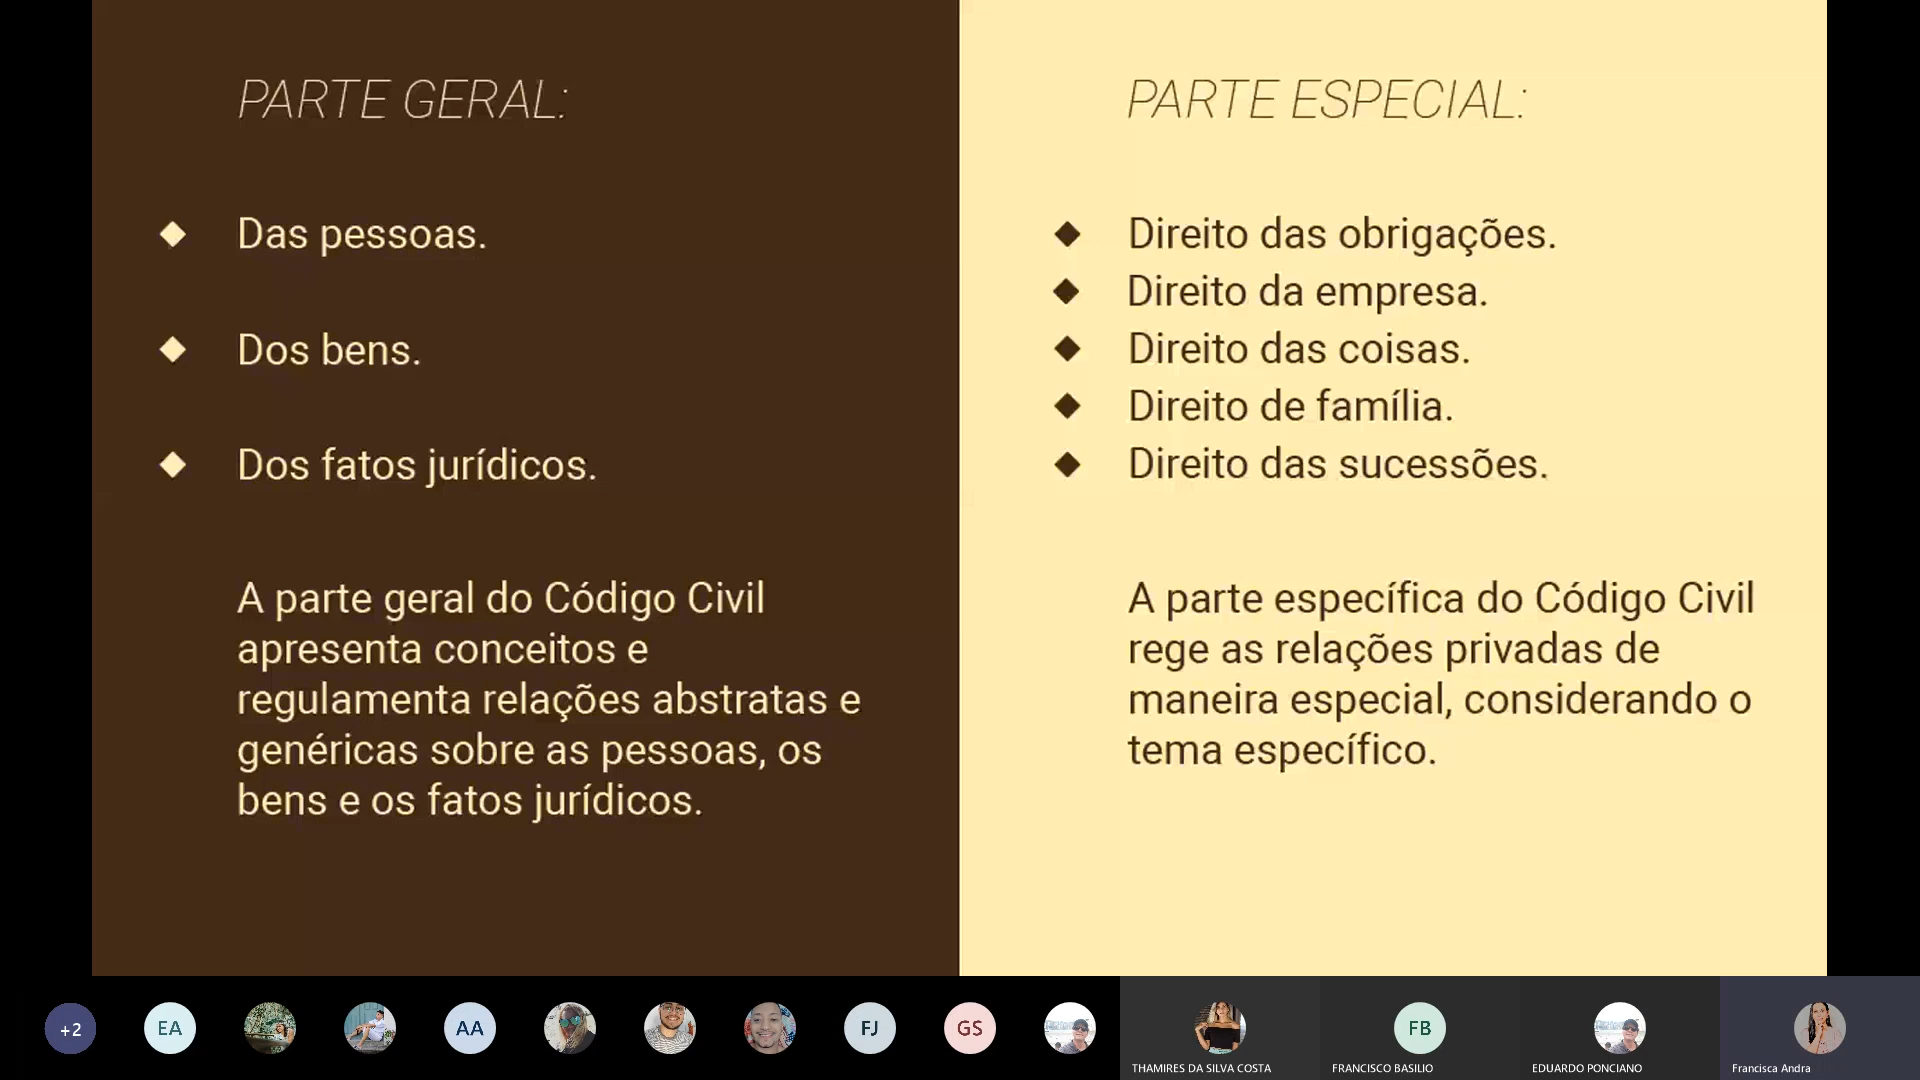 PARTE GERAL:
Das pessoas.
Dos bens.
Dos fatos jurídicos.
A parte geral do Código Civil
apresenta conceitos e
regulamenta relações abstratas e
genéricas sobre as pessoas, os
bens e os fatos jurídicos.
PARTE ESPECIAL:
Direito das obrigações.
Direito da empresa.
Direito das coisas.
Direito de família.
Direito das sucessões.
A parte específica do Código Civil
rege as relações privadas de
maneira especial, considerando o
tema específico.
+2
EA
AA
FJ
GS
THAMIRES DA SILVA COSTA
FB
FRANCISCO BASILIO
EDUARDO PONCIANO
Francisca Andra